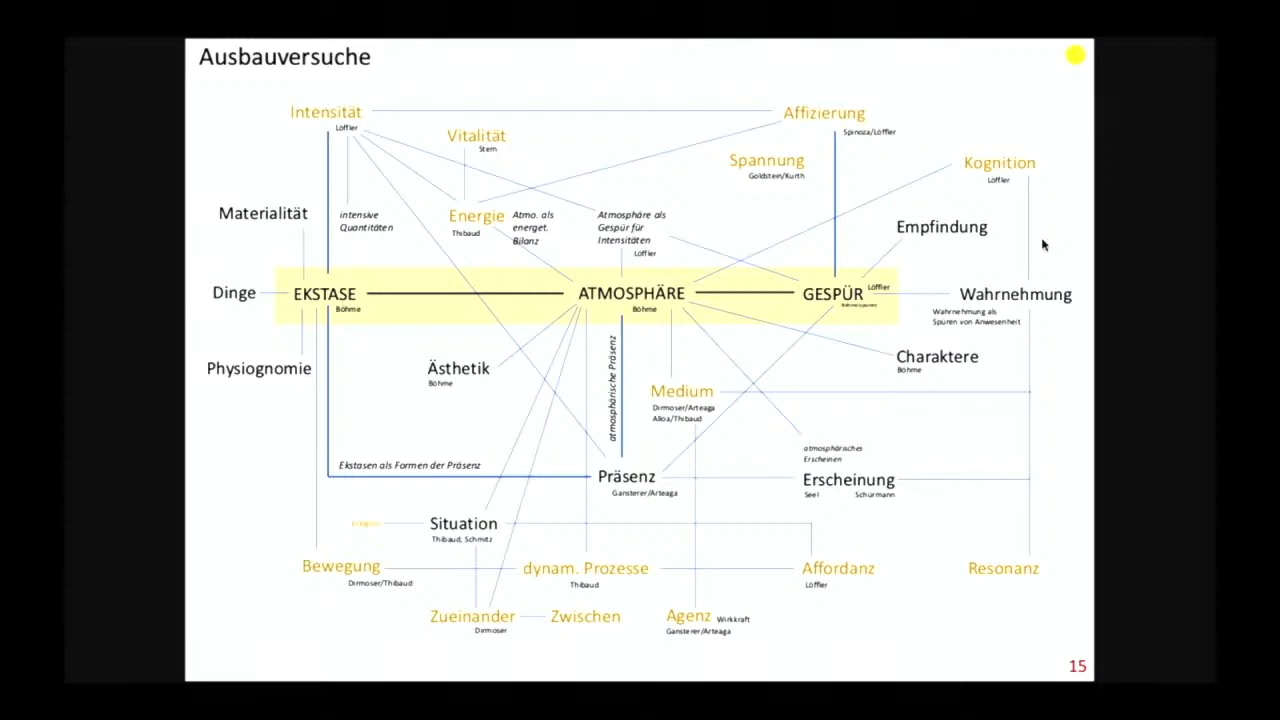 Ausbauversuche
Intensität
Löffler
Affizierung
Spinoza/Löffler
Vitalität
Stern
Spannung
Goldstein/Kurth
Kognition
Löffler
Materialität
intensive
Quantitäten
Energie
Thibaud
Atmo. als
energet.
Bilanz
Atmosphäre als
Gespür für
Intensitäten
Löffler
Empfindung
Dinge
EKSTASE
Böhme
ATMOSPHÄRE
Böhme
GESPÜR
Löffler
Wahrnehmung
Wahrnehmung als
Spüren von Anwesenheit
Physiognomie
Ästhetik
Böhme
atmosphärische Präsenz
Charaktere
Böhme
Medium
Dirmoser/Arteaga
Alloa/Thibaud
Ekstasen als Formen der Präsenz
Präsenz
Gansterer/Arteaga
atmosphärisches
Erscheinen
Erscheinung
Seel Schürmann
Situation
Thibaud, Schmitz
Bewegung
Dirmoser/Thibaud
dynam. Prozesse
Thibaud
Affordanz
Löffler
Resonanz
Zueinander
Dirmoser
Zwischen
Agenz Wirkkraft
Gansterer/Arteaga
15